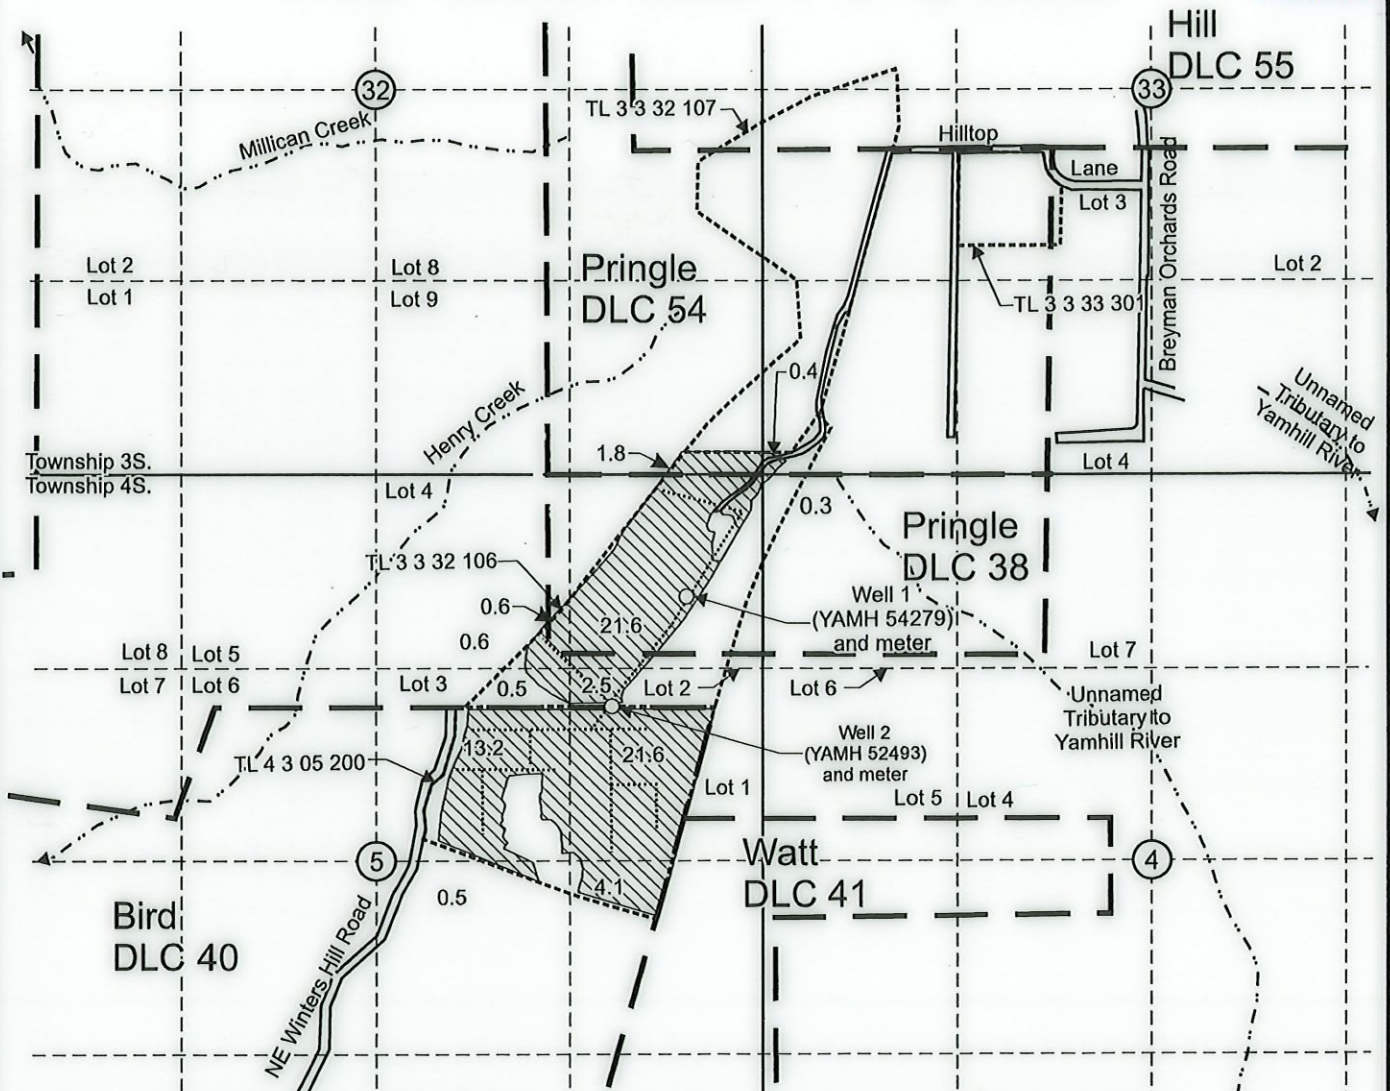 Hill
DLC 55
32
33
TL 3 3 32 107
Millican Creek
Hilltop
Lane
Lot 3
Breyman Orchards Road
Lot 2
Lot 1
Lot 8
Lot 9
Pringle
DLC 54
Lot 2
TL 3 3 33 301
0.4
Henry Creek
Unnamed
Tributary to
Yamhill River
1.8
Township 3S.
Township 4S.
Lot 4
Lot 4
0.3
Pringle
DLC 38
TL 3 3 32 106
0.6
0.6
Well 1
(YAMH 54279)
and meter
21.6
Lot 8
Lot 5
Lot 7
Lot 6
Lot 3
0.5
2.5
Lot 2
Lot 6
Lot 7
Unnamed
Tributary to
Yamhill River
Well 2
(YAMH 52493)
and meter
13.2
21.6
TL 4 3 05 200
Lot 1
Lot 5
Lot 4
5
4
Watt
DLC 41
4.1
0.5
Bird
DLC 40
NE Winters Hill Road